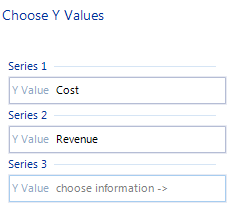 Choose Y Values
Series 1
Y Value Cost
Series 2
Y Value Revenue
Series 3
Y Value choose information ->